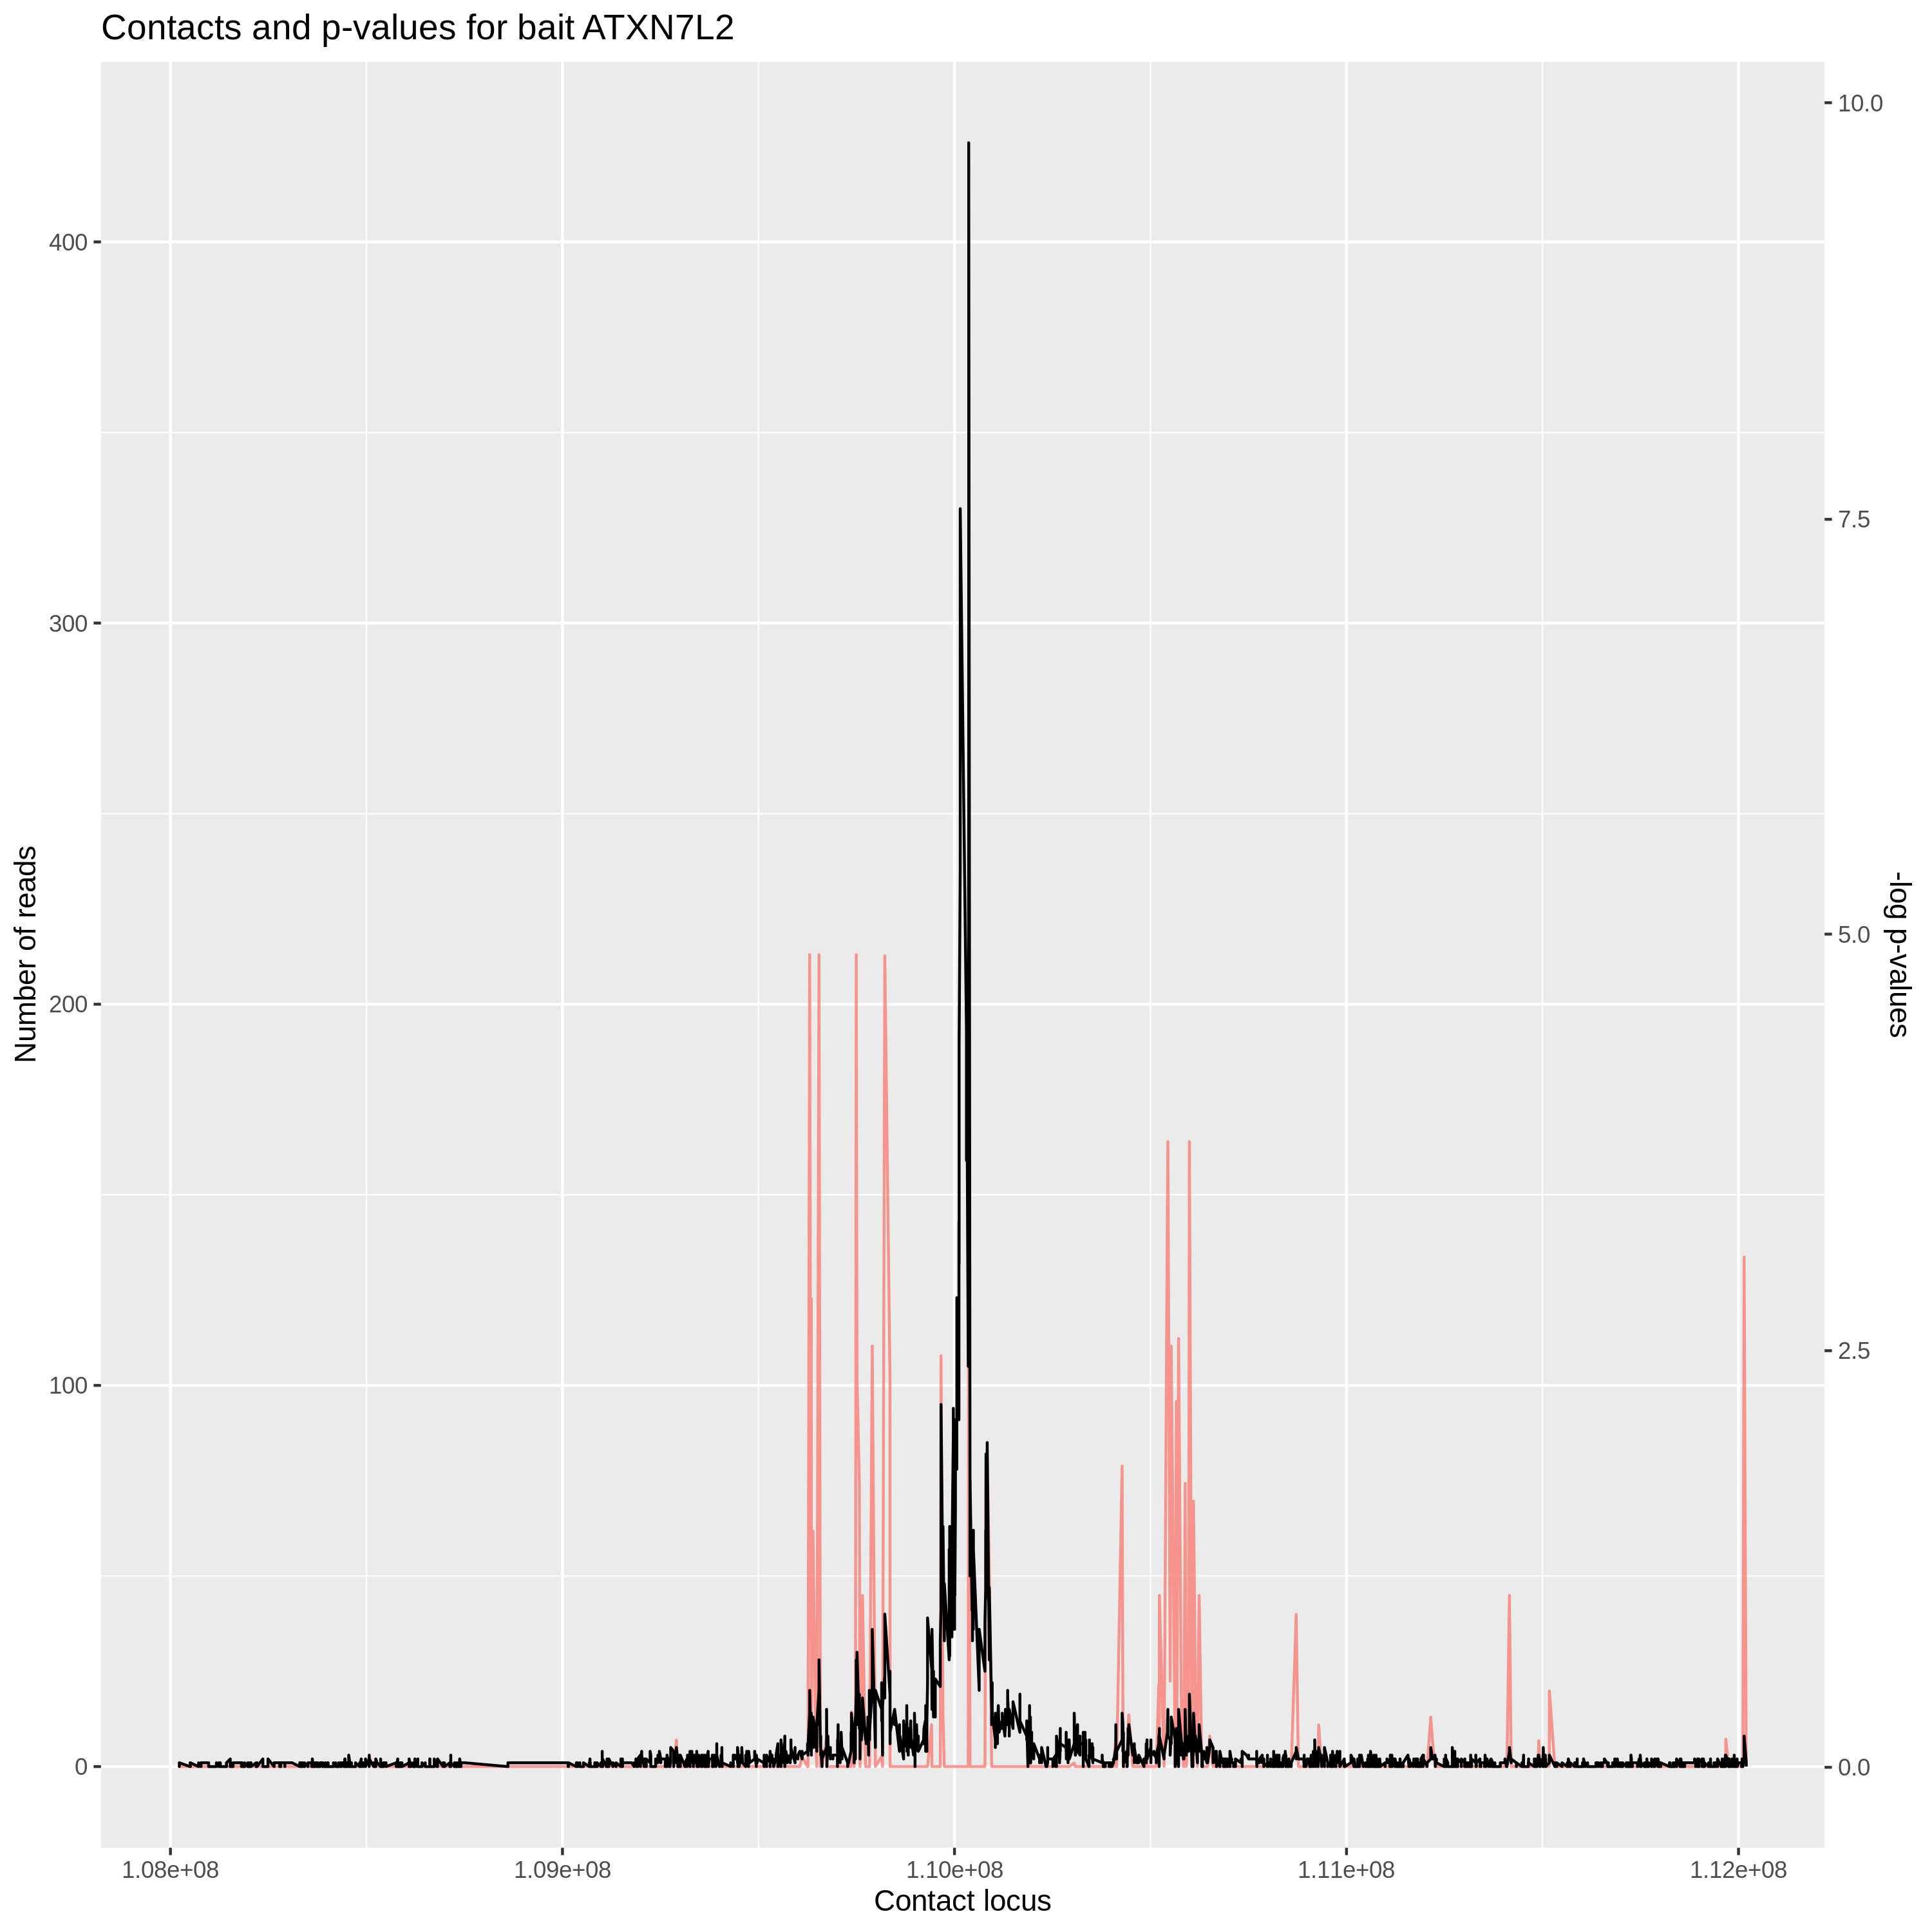 Contacts and p-values for bait ATXN7L2
10.0
400
7.5
300
5.0
200
2.5
100
0
0.0
Number of reads
-log p-values
1.08e+08 1.09e+08 1.10e+08 1.11e+08 1.12e+08
Contact locus